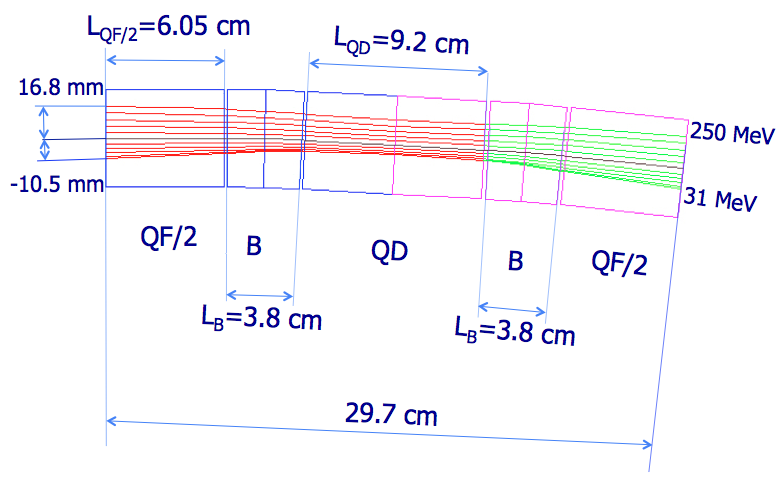 L_QF/2=6.05 cm
L_QD=9.2 cm
16.8 mm
250 MeV
-10.5 mm
31 MeV
QF/2
B
QD
B
QF/2
L_B=3.8 cm
L_B=3.8 cm
29.7 cm